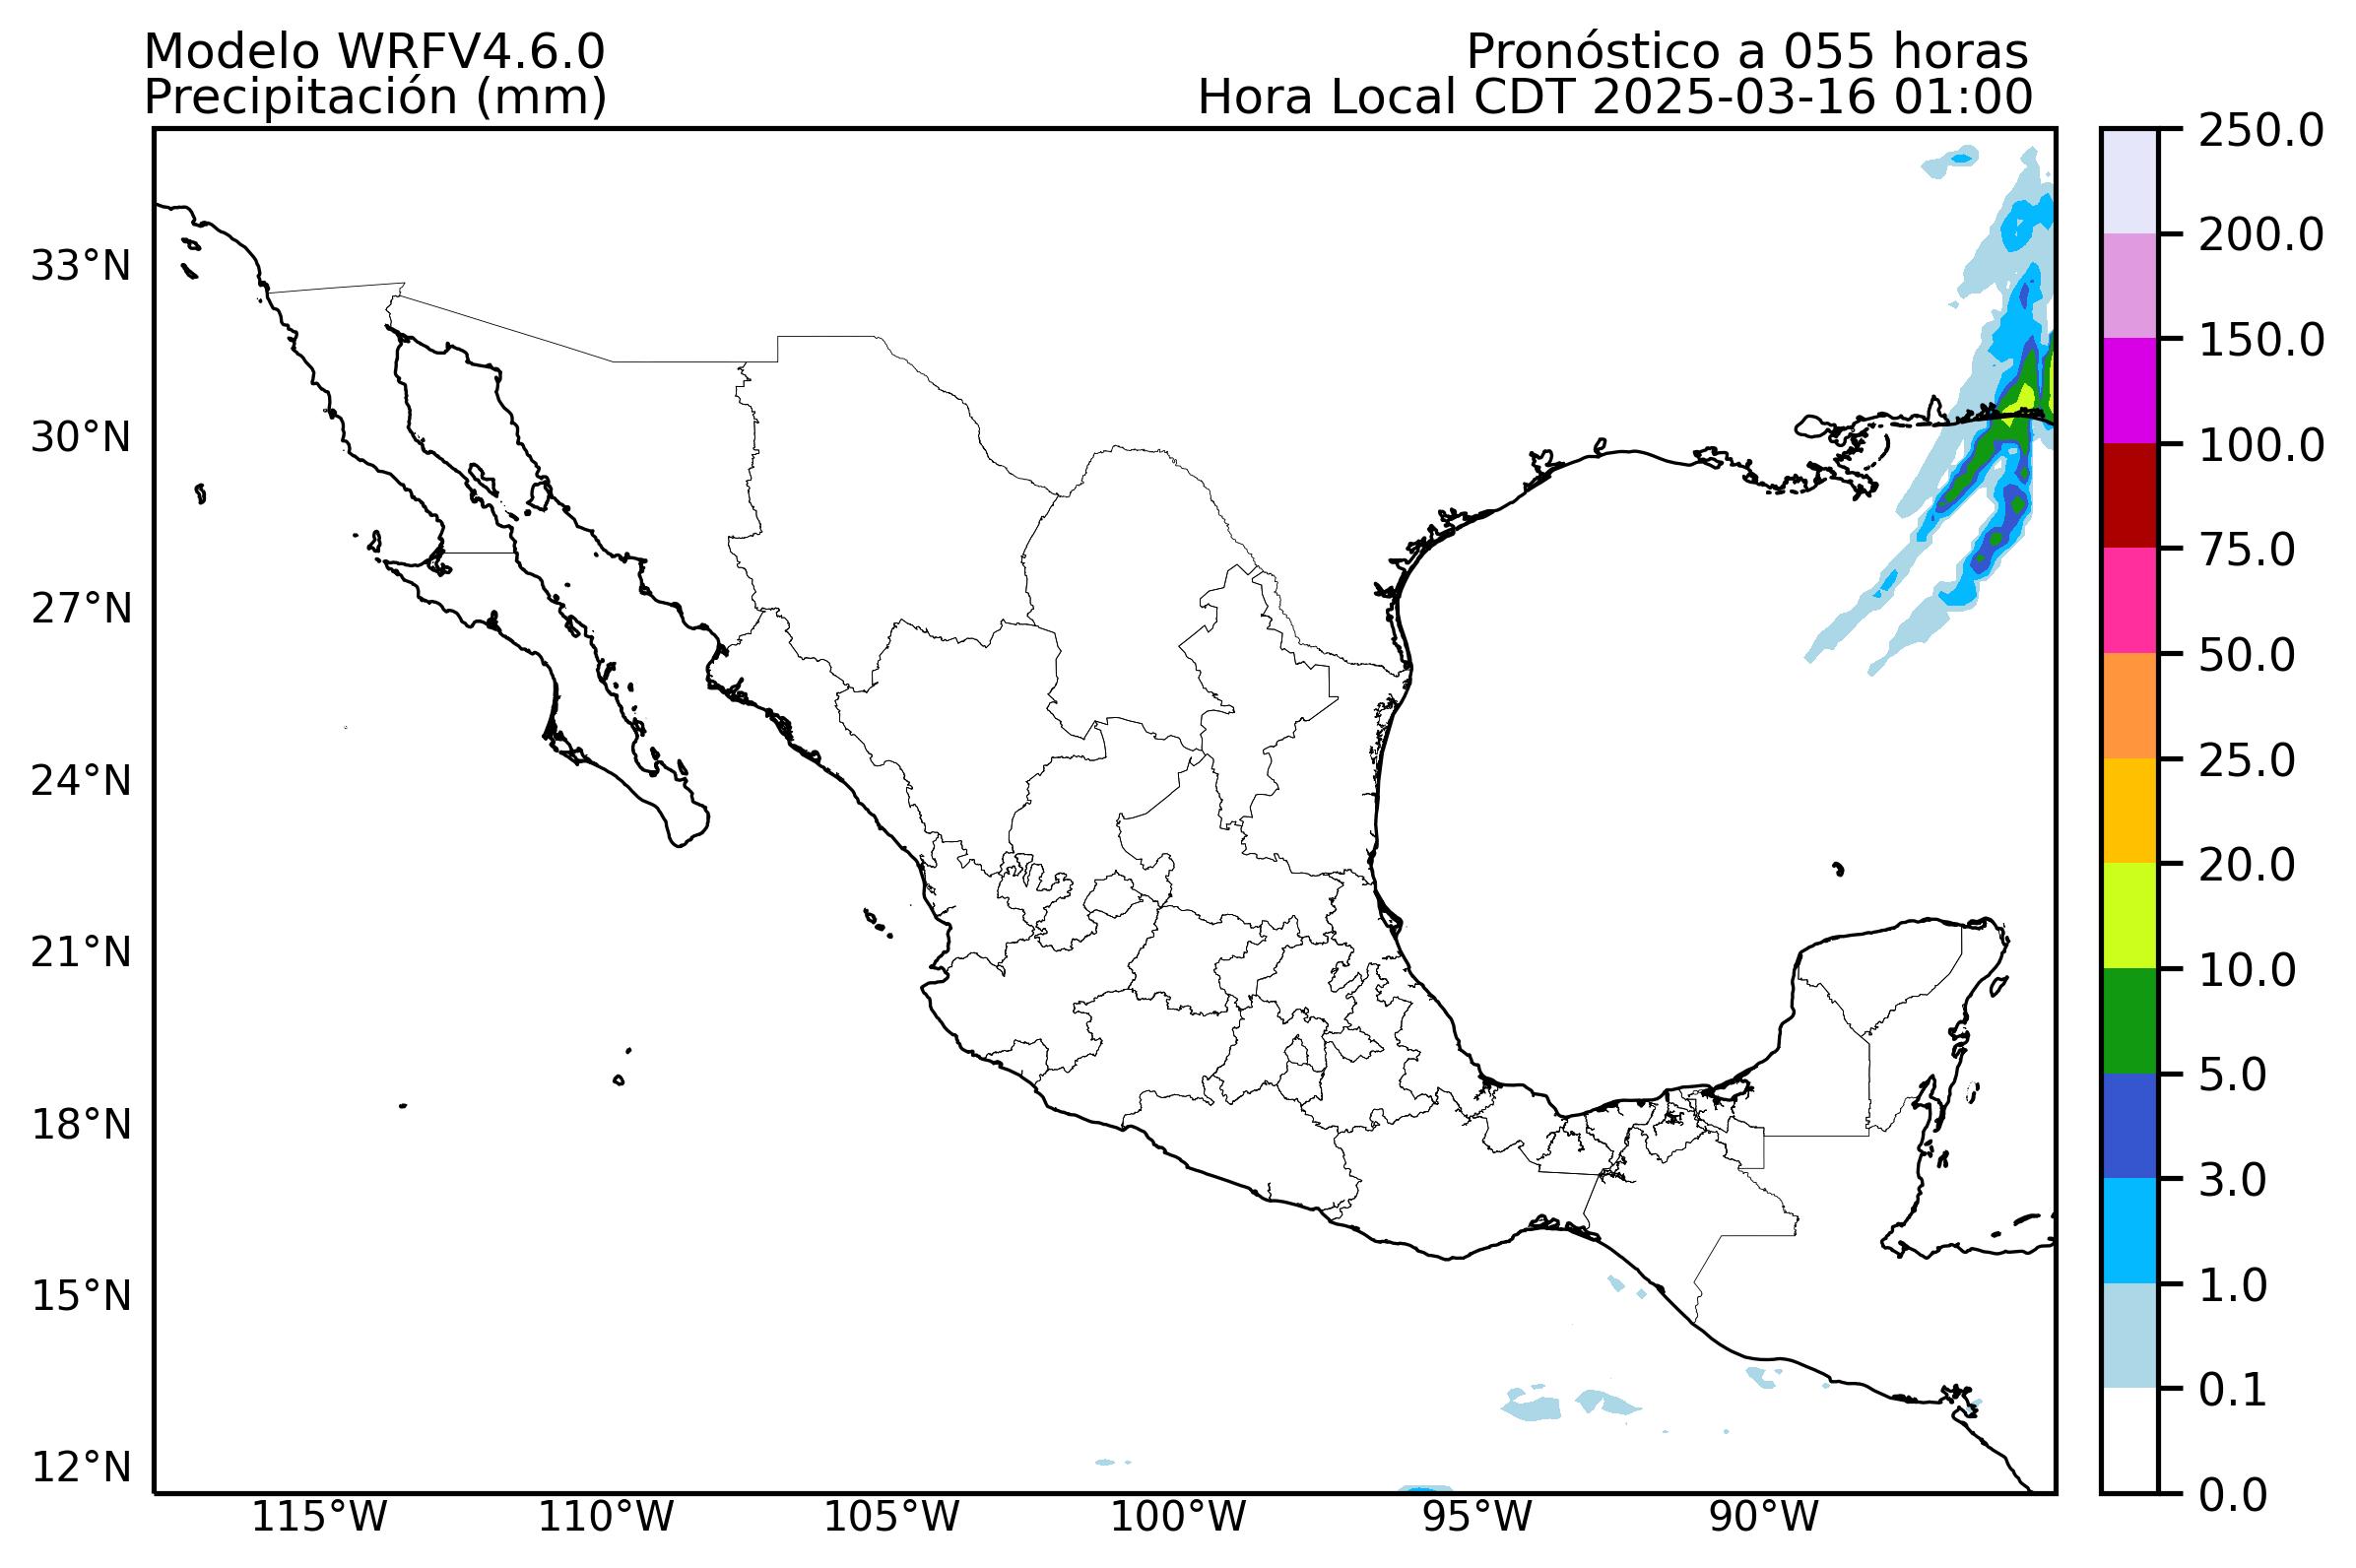 Modelo WRFV4.6.0
Precipitación (mm)
Pronóstico a 055 horas
Hora Local CDT 2025-03-16 01:00
33°N
30°N
27°N
24°N
21°N
18°N
15°N
12°N
115°W
110°W
105°W
100°W
95°W
90°W
250.0
200.0
150.0
100.0
75.0
50.0
25.0
20.0
10.0
5.0
3.0
1.0
0.1
0.0